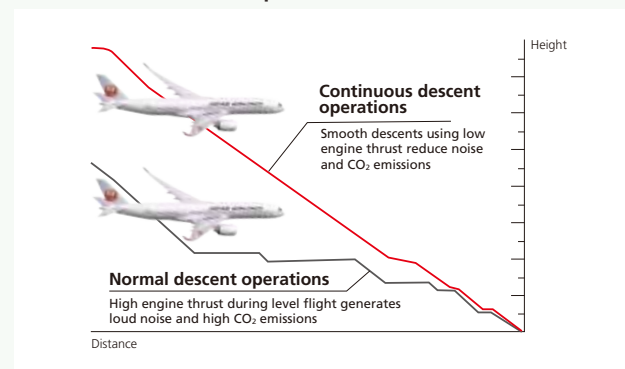 Height
Continuous descent
operations
Smooth descents using low
engine thrust reduce noise
and CO₂ emissions
Normal descent operations
High engine thrust during level flight generates
loud noise and high CO₂ emissions
Distance